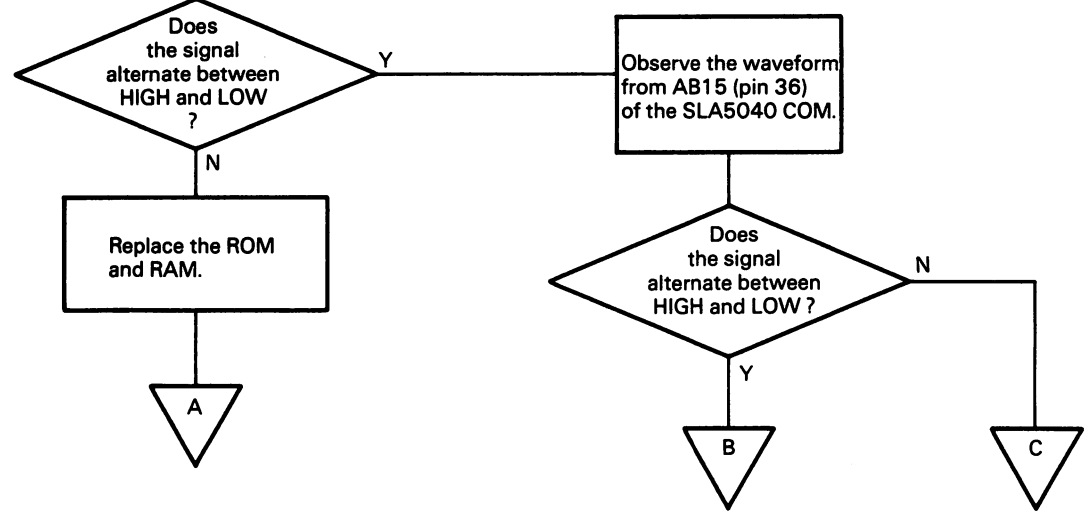 Does
the signal
alternate between
HIGH and LOW
?
Y
N
Observe the waveform
from AB15 (pin 36)
of the SLA5040 COM.
Replace the ROM
and RAM.
Does
the signal
alternate between
HIGH and LOW ?
N
Y
A
B
C